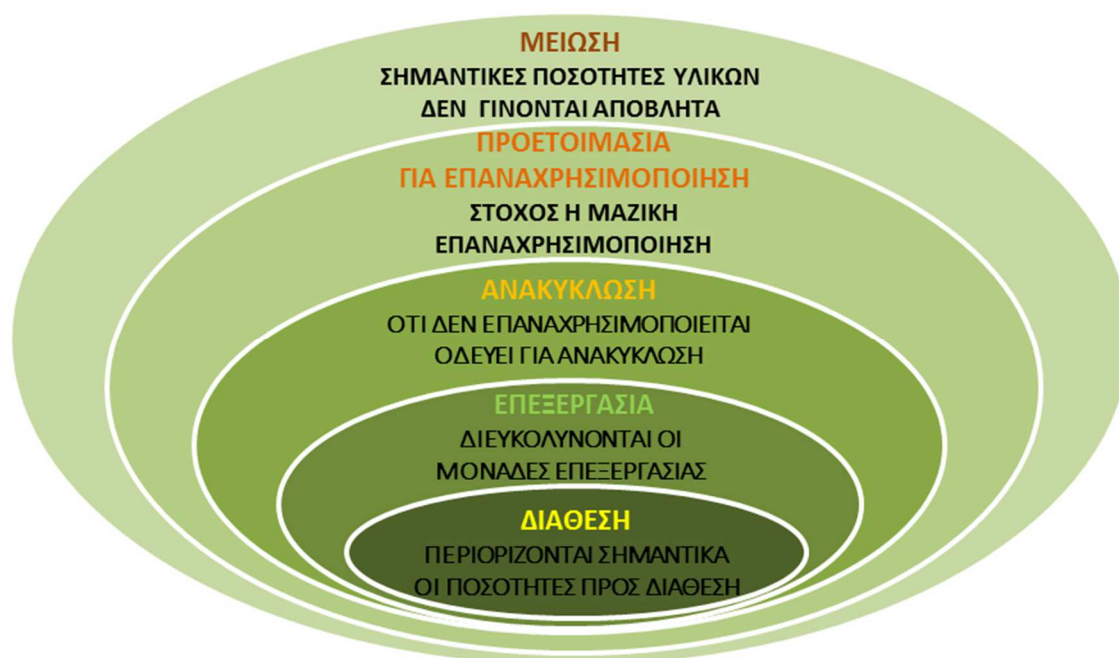 ΜΕΙΩΣΗ
ΣΗΜΑΝΤΙΚΕΣ ΠΟΣΟΤΗΤΕΣ ΥΛΙΚΩΝ
ΔΕΝ ΓΙΝΟΝΤΑΙ ΑΠΟΒΛΗΤΑ
ΠΡΟΕΤΟΙΜΑΣΙΑ
ΓΙΑ ΕΠΑΝΑΧΡΗΣΙΜΟΠΟΙΗΣΗ
ΣΤΟΧΟΣ Η ΜΑΖΙΚΗ
ΕΠΑΝΑΧΡΗΣΙΜΟΠΟΙΗΣΗ
ΑΝΑΚΥΚΛΩΣΗ
ΟΤΙ ΔΕΝ ΕΠΑΝΑΧΡΗΣΙΜΟΠΟΙΕΙΤΑΙ
ΟΔΕΥΕΙ ΓΙΑ ΑΝΑΚΥΚΛΩΣΗ
ΕΠΕΞΕΡΓΑΣΙΑ
ΔΙΕΥΚΟΛΥΝΟΝΤΑΙ ΟΙ
ΜΟΝΑΔΕΣ ΕΠΕΞΕΡΓΑΣΙΑΣ
ΔΙΑΘΕΣΗ
ΠΕΡΙΟΡΙΖΟΝΤΑΙ ΣΗΜΑΝΤΙΚΑ
ΟΙ ΠΟΣΟΤΗΤΕΣ ΠΡΟΣ ΔΙΑΘΕΣΗ